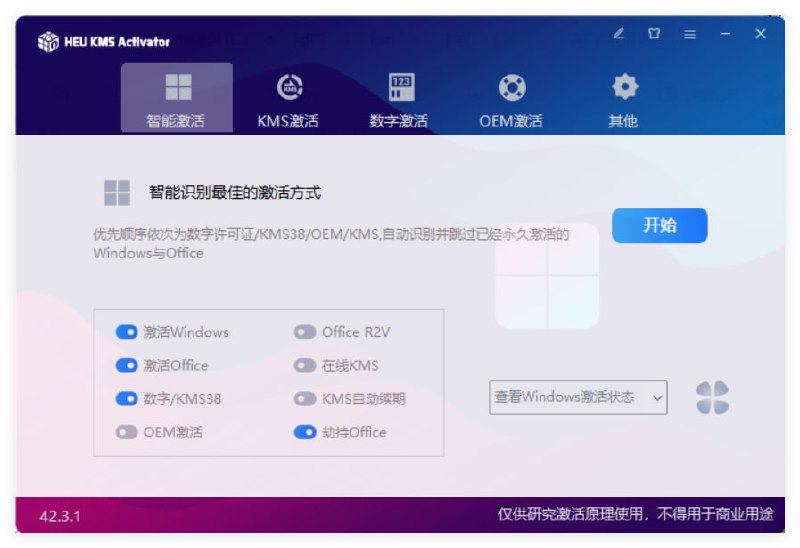 HEU KMS Activator
智能激活
KMS
KMS激活
123
数字激活
OEM激活
其他
智能识别最佳的激活方式
优先顺序依次为数字许可证/KMS38/OEM/KMS,自动识别并跳过已经永久激活的
Windows与Office
开始
激活Windows
Office R2V
激活Office
在线KMS
数字/KMS38
KMS自动续期
OEM激活
劫持Office
查看Windows激活状态
42.3.1
仅供研究激活原理使用，不得用于商业用途